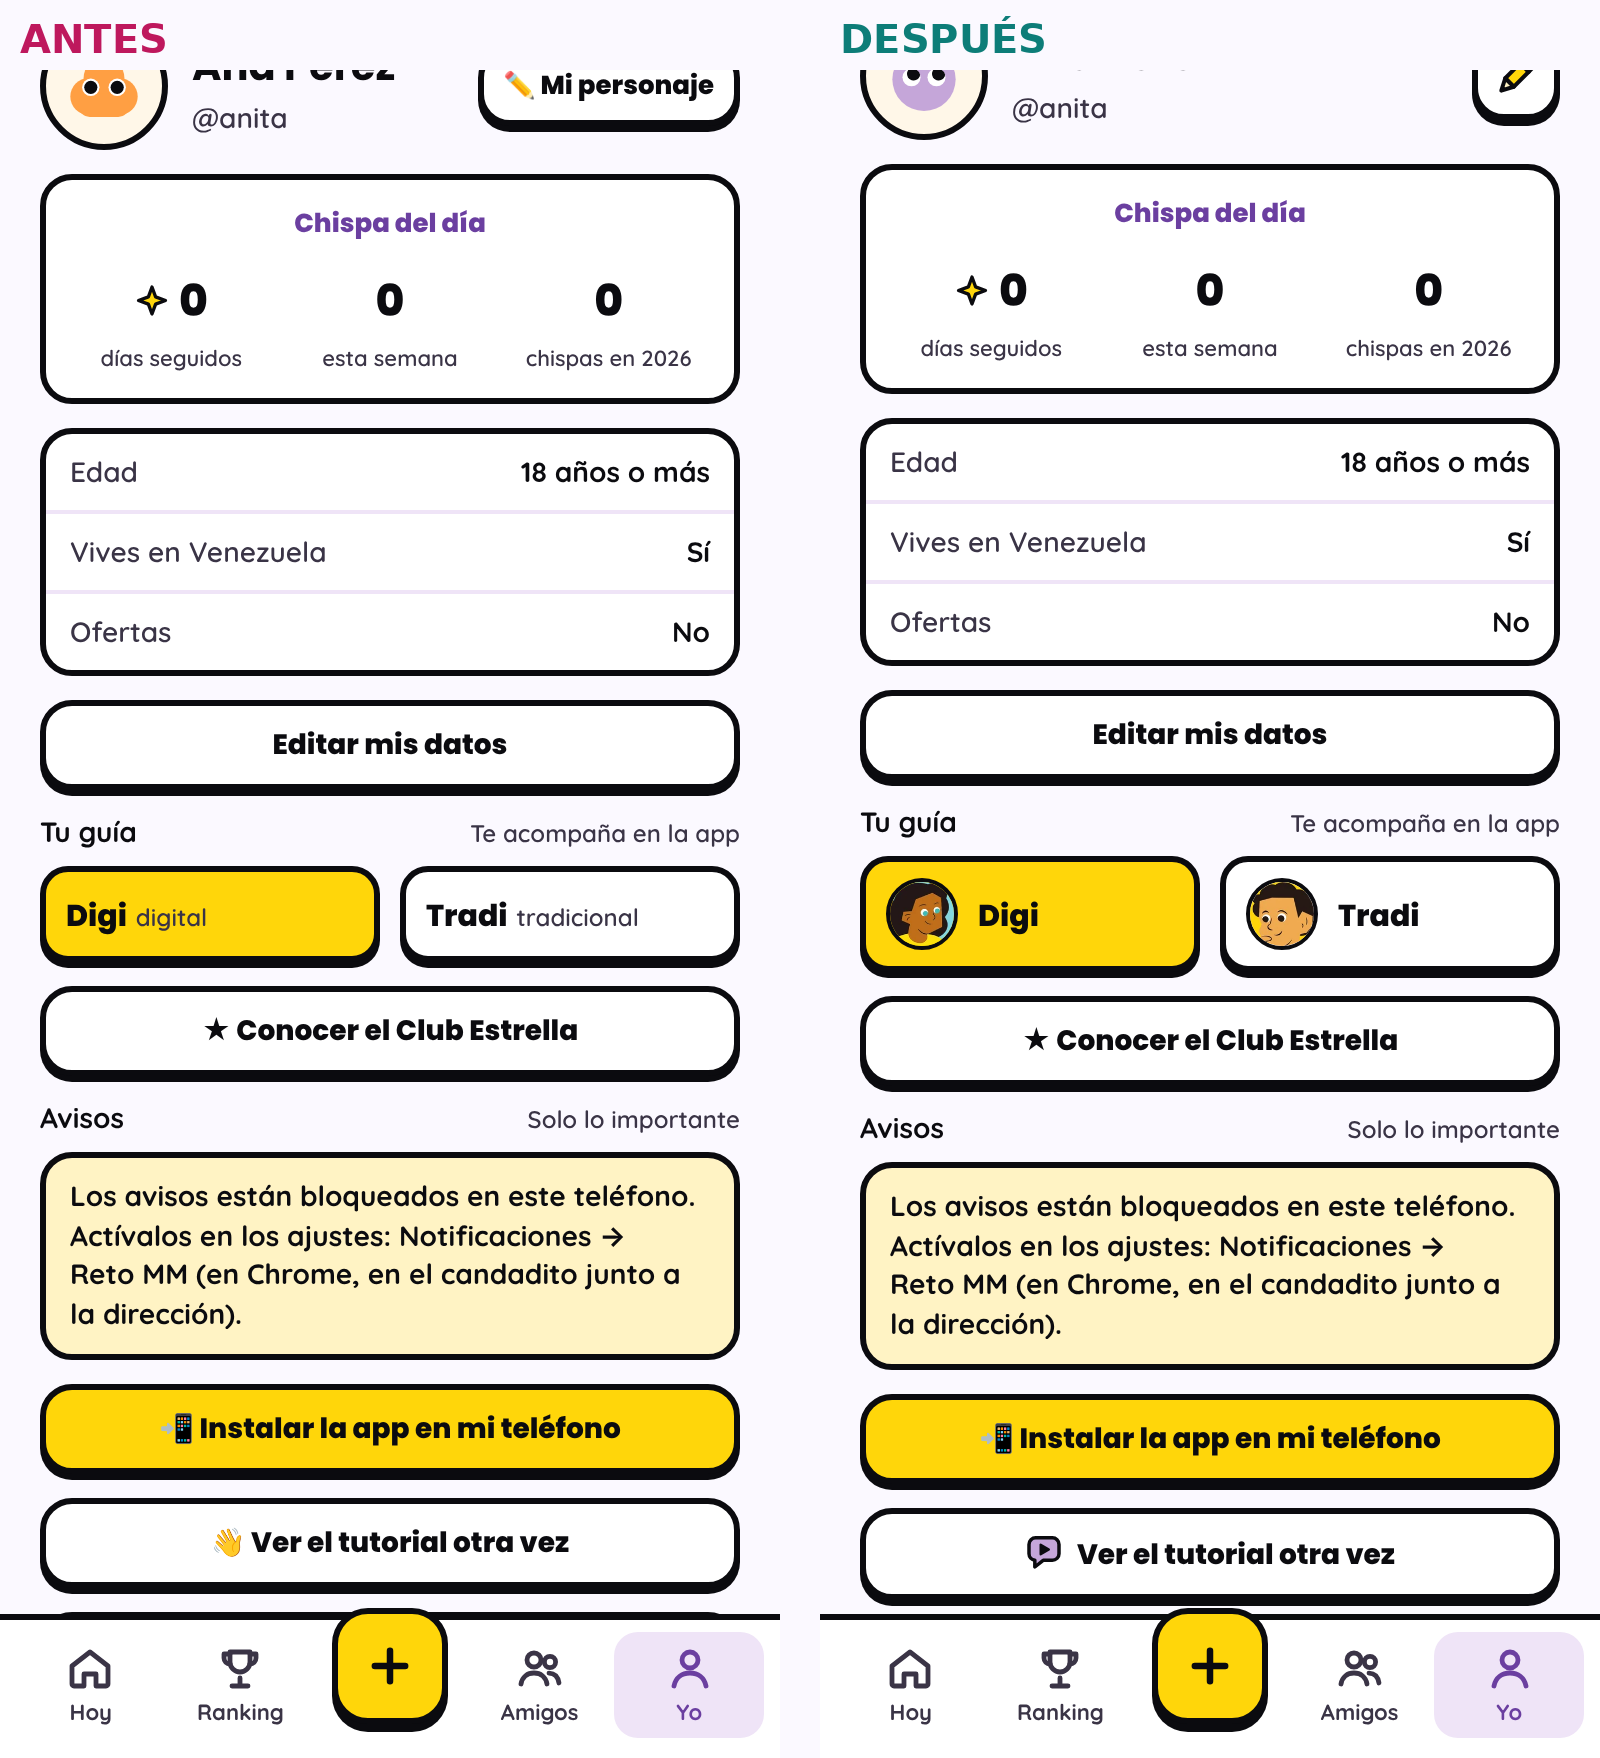 ANTES
Ana Pérez
@anita
✏️ Mi personaje
Chispa del día
0
0
0
días seguidos
esta semana
chispas en 2026
Edad
18 años o más
Vives en Venezuela
Sí
Ofertas
No
Editar mis datos
Tu guía
Te acompaña en la app
Digi digital
Tradi tradicional
★ Conocer el Club Estrella
Avisos
Solo lo importante
Los avisos están bloqueados en este teléfono.
Actívalos en los ajustes: Notificaciones →
Reto MM (en Chrome, en el candadito junto a
la dirección).
📲 Instalar la app en mi teléfono
👋 Ver el tutorial otra vez
Hoy
Ranking
+
Amigos
Yo
DESPUÉS
@anita
Chispa del día
0
0
0
días seguidos
esta semana
chispas en 2026
Edad
18 años o más
Vives en Venezuela
Sí
Ofertas
No
Editar mis datos
Tu guía
Te acompaña en la app
Digi
Tradi
★ Conocer el Club Estrella
Avisos
Solo lo importante
Los avisos están bloqueados en este teléfono.
Actívalos en los ajustes: Notificaciones →
Reto MM (en Chrome, en el candadito junto a
la dirección).
📲 Instalar la app en mi teléfono
Ver el tutorial otra vez
Hoy
Ranking
+
Amigos
Yo